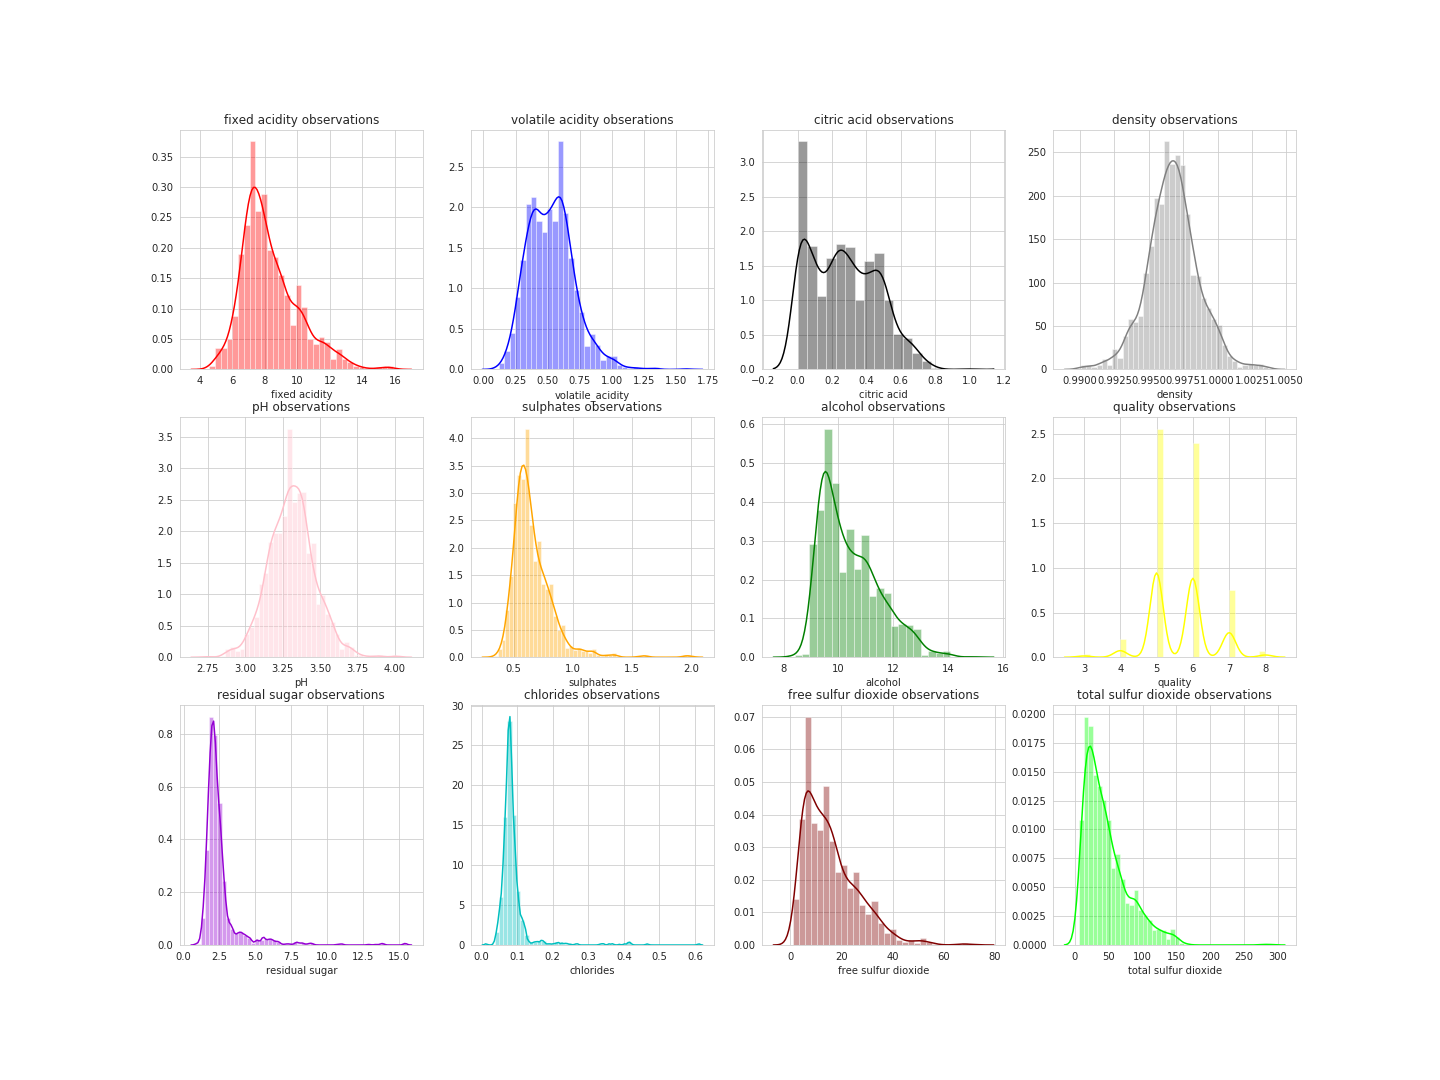 fixed acidity observations
0.35
0.30
0.25
0.20
0.15
0.10
0.05
0.00
4 6 8 10 12 14 16
fixed acidity
volatile acidity obserations
2.5
2.0
1.5
1.0
0.5
0.0
0.00 0.25 0.50 0.75 1.00 1.25 1.50 1.75
volatile_acidity
citric acid observations
3.0
2.5
2.0
1.5
1.0
0.5
0.0
−0.2 0.0 0.2 0.4 0.6 0.8 1.0 1.2
citric acid
density observations
250
200
150
100
50
0
0.9900 0.9925 0.9950 0.9975 1.0000 1.0025 1.0050
density
pH observations
3.5
3.0
2.5
2.0
1.5
1.0
0.5
0.0
2.75 3.00 3.25 3.50 3.75 4.00
pH
sulphates observations
4.0
3.5
3.0
2.5
2.0
1.5
1.0
0.5
0.0
0.5 1.0 1.5 2.0
sulphates
alcohol observations
0.6
0.5
0.4
0.3
0.2
0.1
0.0
8 10 12 14 16
alcohol
quality observations
2.5
2.0
1.5
1.0
0.5
0.0
3 4 5 6 7 8
quality
residual sugar observations
0.8
0.6
0.4
0.2
0.0
0.0 2.5 5.0 7.5 10.0 12.5 15.0
residual sugar
chlorides observations
30
25
20
15
10
5
0
0.0 0.1 0.2 0.3 0.4 0.5 0.6
chlorides
free sulfur dioxide observations
0.07
0.06
0.05
0.04
0.03
0.02
0.01
0.00
0 20 40 60 80
free sulfur dioxide
total sulfur dioxide observations
0.0200
0.0175
0.0150
0.0125
0.0100
0.0075
0.0050
0.0025
0.0000
0 50 100 150 200 250 300
total sulfur dioxide